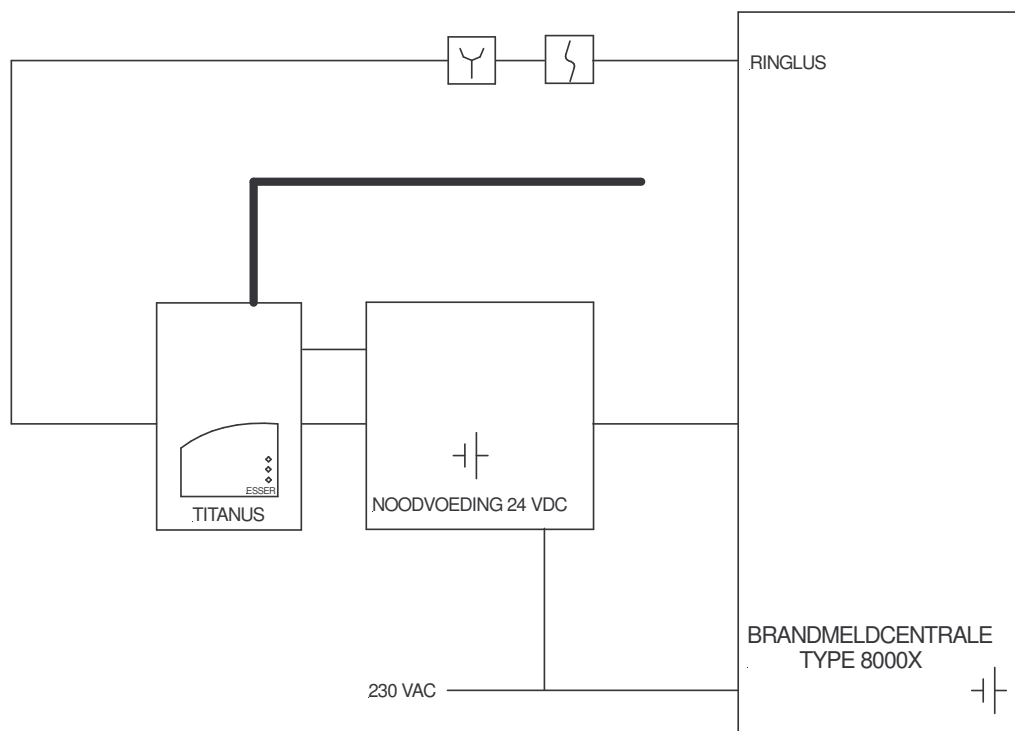 RINGLUS
ESSER
TITANUS
NOODVOEDING 24 VDC
BRANDMELDCENTRALE
TYPE 8000X
230 VAC